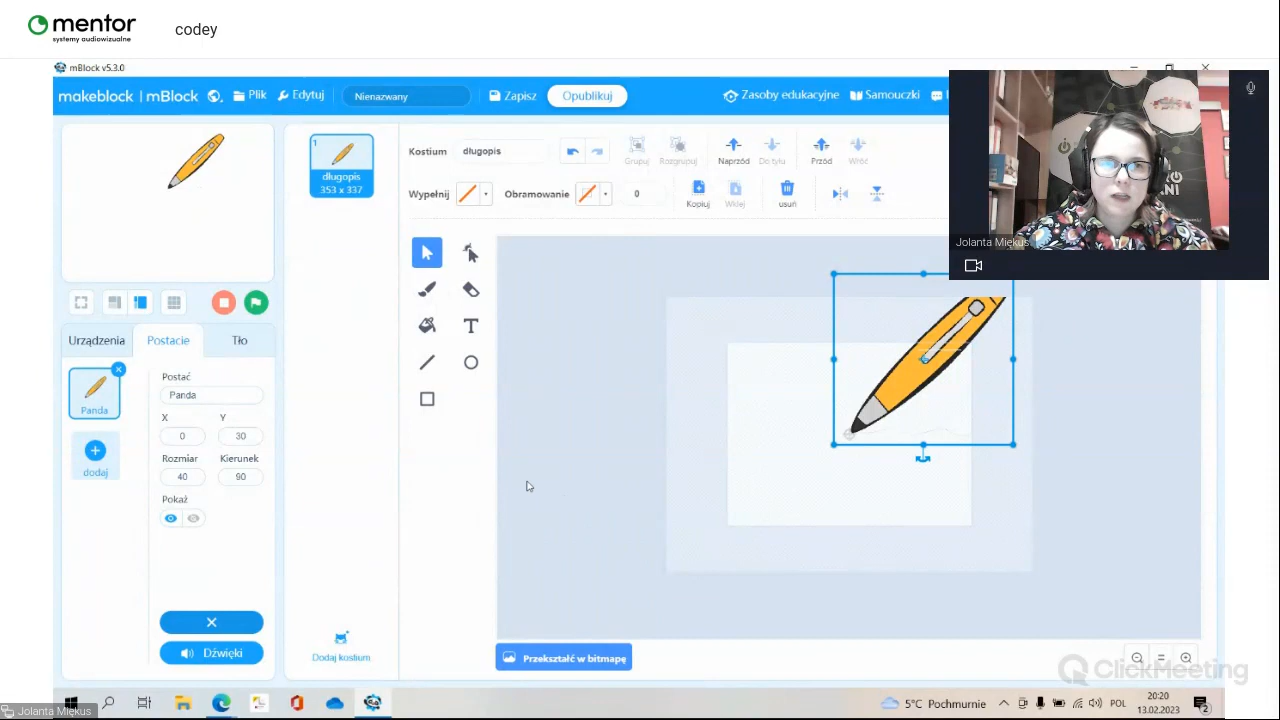 mentor
systemy audiowizualne
codey
mBlock v5.3.0
makeblock | mBlock Plik Edytuj Nienazwany Zapisz Opublikuj Zasoby edukacyjne Samouczki
Kostium długopis Grupuj Rozgrupuj Naprzód Do tyłu Przód Wróć
1
długopis
353 x 337
Wypełnij Obramowanie 0 Kopiuj Wklej usuń
Jolanta Miękus
Urządzenia Postacie Tło
Panda
dodaj
Postać
Panda
X Y
0 30
Rozmiar Kierunek
40 90
Pokaż
Dźwięki
Dodaj kostium
Przekształć w bitmapę
ClickMeeting
5°C Pochmurnie POL 20:20
13.02.2023
2
Jolanta Miękus